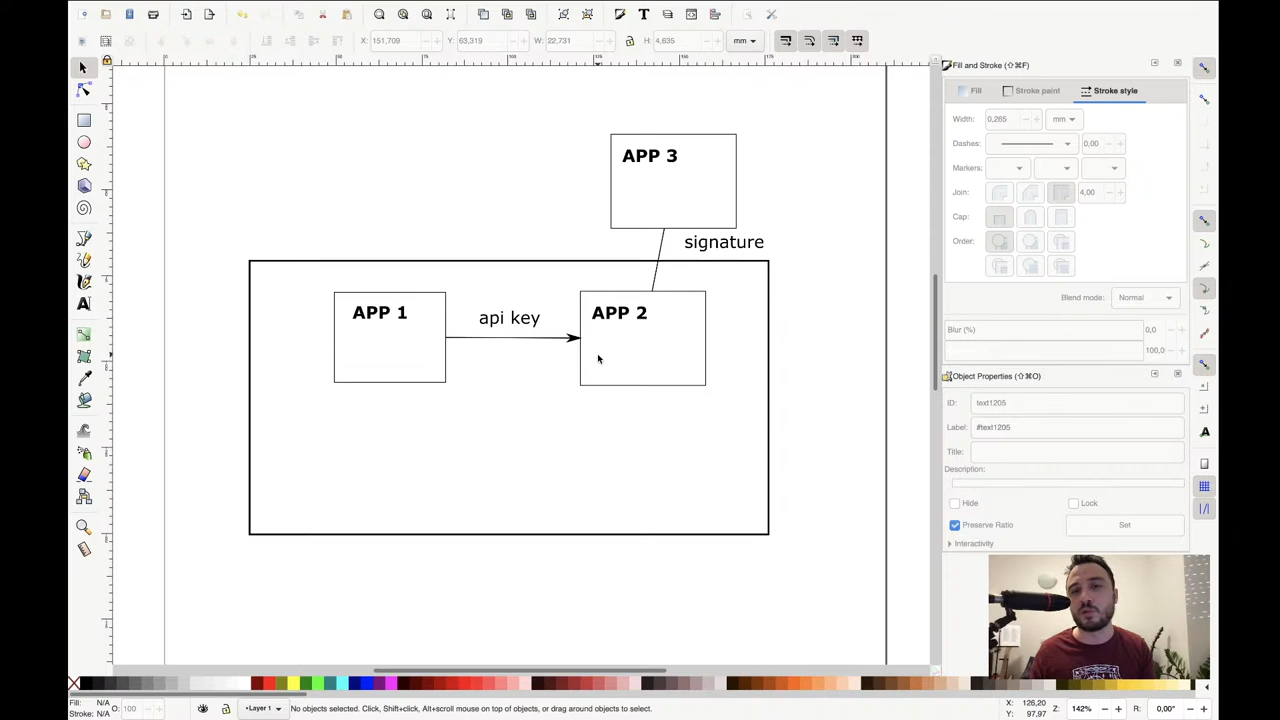 X: 151,709
Y: 63,319
W: 22,731
H: 4,635
mm
Fill and Stroke (⇧⌘F)
Fill
Stroke paint
Stroke style
Width: 0,265 mm
Dashes: 0,00
Markers:
Join: 4,00
Cap:
Order:
Blend mode: Normal
Blur (%) 0,0
100,0
Object Properties (⇧⌘O)
ID: text1205
Label: #text1205
Title:
Description:
Hide
Lock
Preserve Ratio
Set
Interactivity
APP 3
signature
APP 1
api key
APP 2
Fill: N/A
Stroke: N/A
O: 100
•Layer 1
No objects selected. Click, Shift+click, Alt+scroll mouse on top of objects, or drag around objects to select.
X: 126,20
Y: 97,97
Z: 142%
R: 0,00°